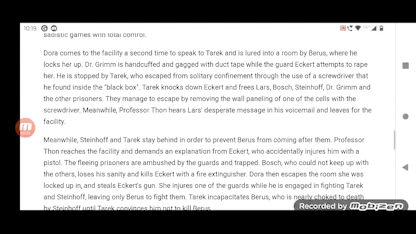 10:19
sadistic games with total control.
Dora comes to the facility a second time to speak to Tarek and is lured into a room by Berus, where he
locks her up. Dr. Grimm is handcuffed and gagged with duct tape while the guard Eckert attempts to rape
her. He is stopped by Tarek, who escaped from solitary confinement through the use of a screwdriver that
he found inside the "black box". Tarek knocks down Eckert and frees Lars, Bosch, Steinhoff, Dr. Grimm and
the other prisoners. They manage to escape by removing the wall paneling of one of the cells with the
screwdriver. Meanwhile, Professor Thon hears Lars' desperate message in his voicemail and leaves for the
facility.
Meanwhile, Steinhoff and Tarek stay behind in order to prevent Berus from coming after them. Professor
Thon reaches the facility and demands an explanation from Eckert, who accidentally injures him with a
pistol. The fleeing prisoners are ambushed by the guards and trapped. Bosch, who could not keep up with
the others, loses his sanity and kills Eckert with a fire extinguisher. Dora then escapes the room she was
locked up in, and steals Eckert's gun. She injures one of the guards while he is engaged in fighting Tarek
and Steinhoff, leaving only Berus to fight them. Tarek incapacitates Berus, who is nearly choked to death
by Steinhoff until Tarek convinces him not to kill Berus.
Recorded by Mobizen